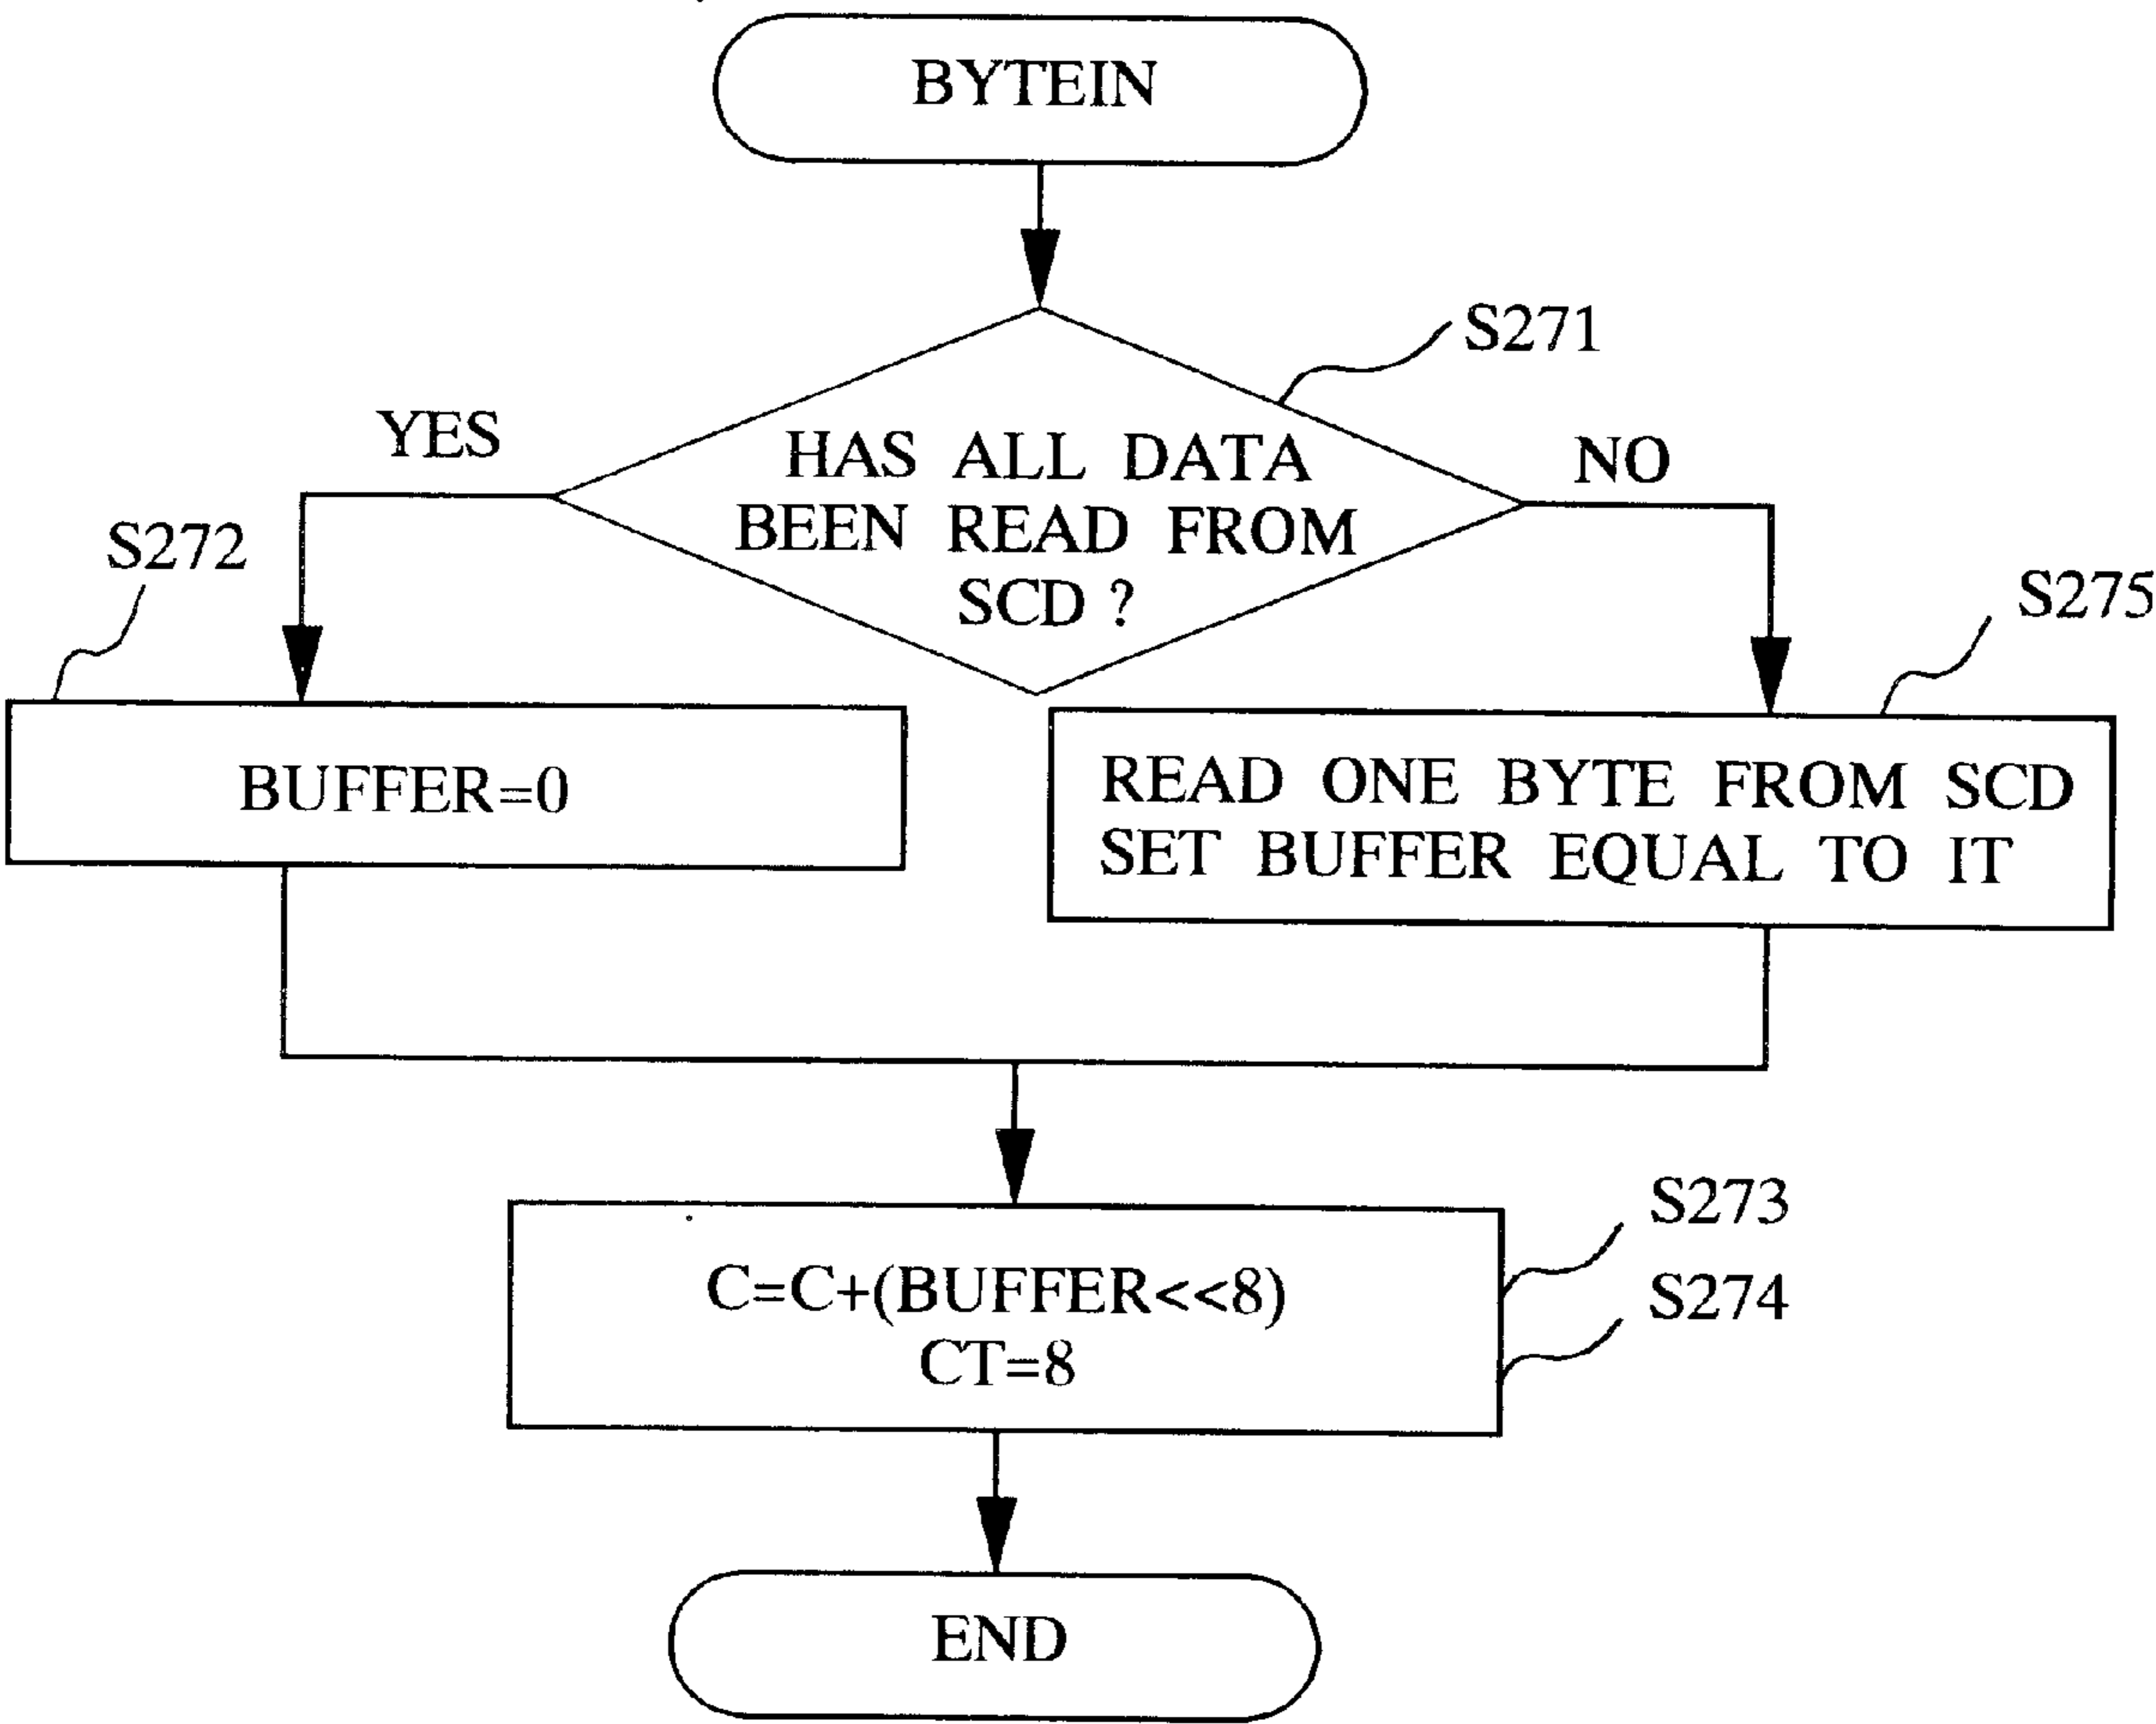 BYTEIN
S271
YES
HAS ALL DATA
BEEN READ FROM
SCD ?
NO
S272
S275
BUFFER=0
READ ONE BYTE FROM SCD
SET BUFFER EQUAL TO IT
S273
C=C+(BUFFER<<8)
S274
CT=8
END